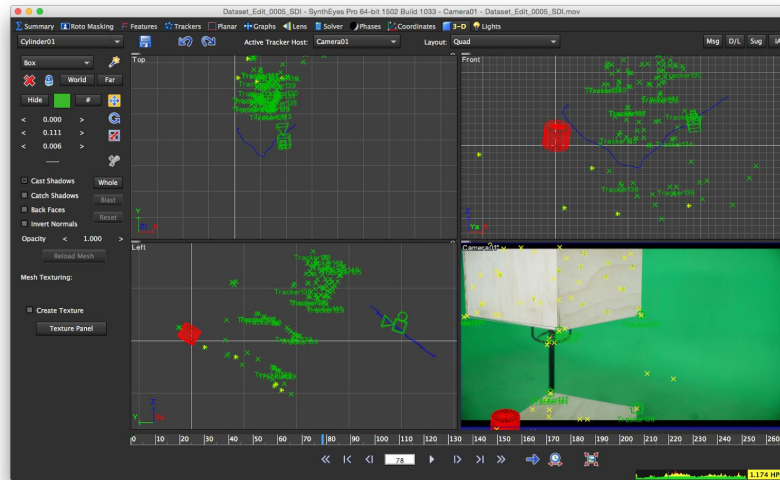 Dataset_Edit_0005_SDI - SynthEyes Pro 64-bit 1502 Build 1033 - Camera01 - Dataset_Edit_0005_SDI.mov
Summary Roto Masking Features Trackers Planar Graphs Lens Solver Phases Coordinates 3-D Lights
Cylinder01 Active Tracker Host: Camera01 Layout: Quad Msg D/L Sug
Box
World Far
Hide #
< 0.000 >
< 0.111 >
< 0.006 >
Cast Shadows Whole
Catch Shadows Blast
Back Faces Reset
Invert Normals
Opacity < 1.000 >
Reload Mesh
Mesh Texturing:
Create Texture
Texture Panel
Top
Front
Left
Camera01*
Tracker139
Tracker134
Tracker139
0 10 20 30 40 50 60 70 80 90 100 110 120 130 140 150 160 170 180 190 200 210 220 230 240 250 260
78
1.174 HP